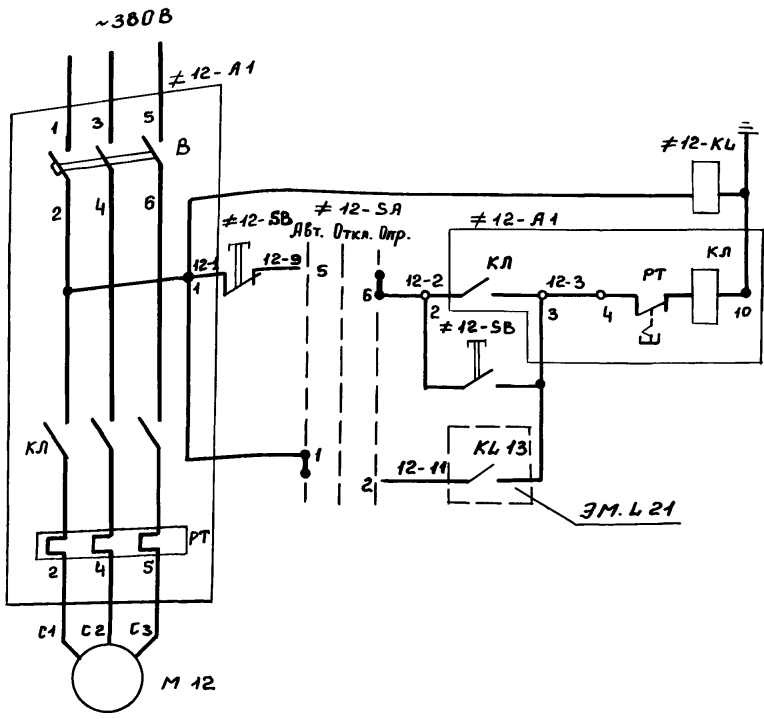 ~380В
≠ 12-А1
1 3 5
В
2 4 6
≠12-KL
≠12-SB
≠ 12-SA
Авт. Откл. Опр.
≠12-А1
12-1
1
12-9
5
6
12-2
2
КЛ
12-3
3
4
РТ
КЛ
10
≠12-SB
КЛ
1
2
12-11
KL 13
ЭМ. L 21
РТ
2 4 5
С1 С2 С3
М 12